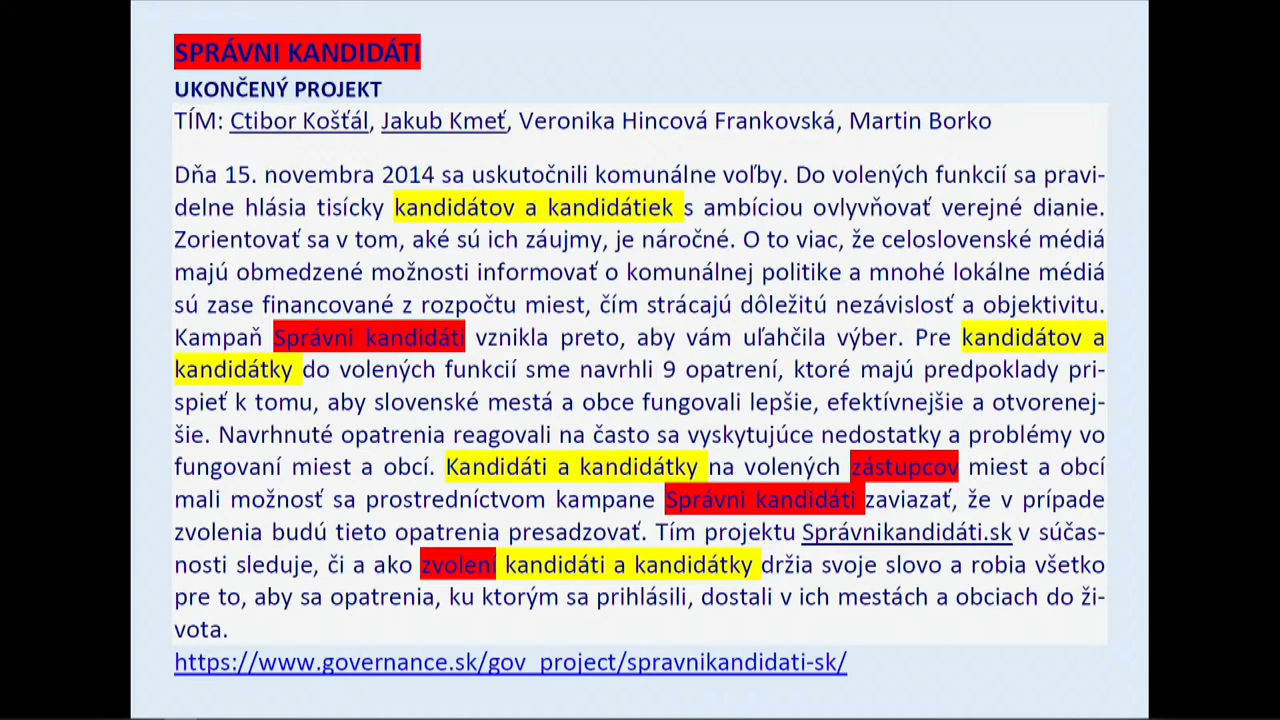 SPRÁVNI KANDIDÁTI
UKONČENÝ PROJEKT
TÍM: Ctibor Košťál, Jakub Kmeť, Veronika Hincová Frankovská, Martin Borko
Dňa 15. novembra 2014 sa uskutočnili komunálne voľby. Do volených funkcií sa pravi-
delne hlásia tisícky kandidátov a kandidátiek s ambíciou ovlyvňovať verejné dianie.
Zorientovať sa v tom, aké sú ich záujmy, je náročné. O to viac, že celoslovenské médiá
majú obmedzené možnosti informovať o komunálnej politike a mnohé lokálne médiá
sú zase financované z rozpočtu miest, čím strácajú dôležitú nezávislosť a objektivitu.
Kampaň Správni kandidáti vznikla preto, aby vám uľahčila výber. Pre kandidátov a
kandidátky do volených funkcií sme navrhli 9 opatrení, ktoré majú predpoklady pri-
spieť k tomu, aby slovenské mestá a obce fungovali lepšie, efektívnejšie a otvorenej-
šie. Navrhnuté opatrenia reagovali na často sa vyskytujúce nedostatky a problémy vo
fungovaní miest a obcí. Kandidáti a kandidátky na volených zástupcov miest a obcí
mali možnosť sa prostredníctvom kampane Správni kandidáti zaviazať, že v prípade
zvolenia budú tieto opatrenia presadzovať. Tím projektu Správnikandidáti.sk v súčas-
nosti sleduje, či a ako zvolení kandidáti a kandidátky držia svoje slovo a robia všetko
pre to, aby sa opatrenia, ku ktorým sa prihlásili, dostali v ich mestách a obciach do ži-
vota.
https://www.governance.sk/gov_project/spravnikandidati-sk/